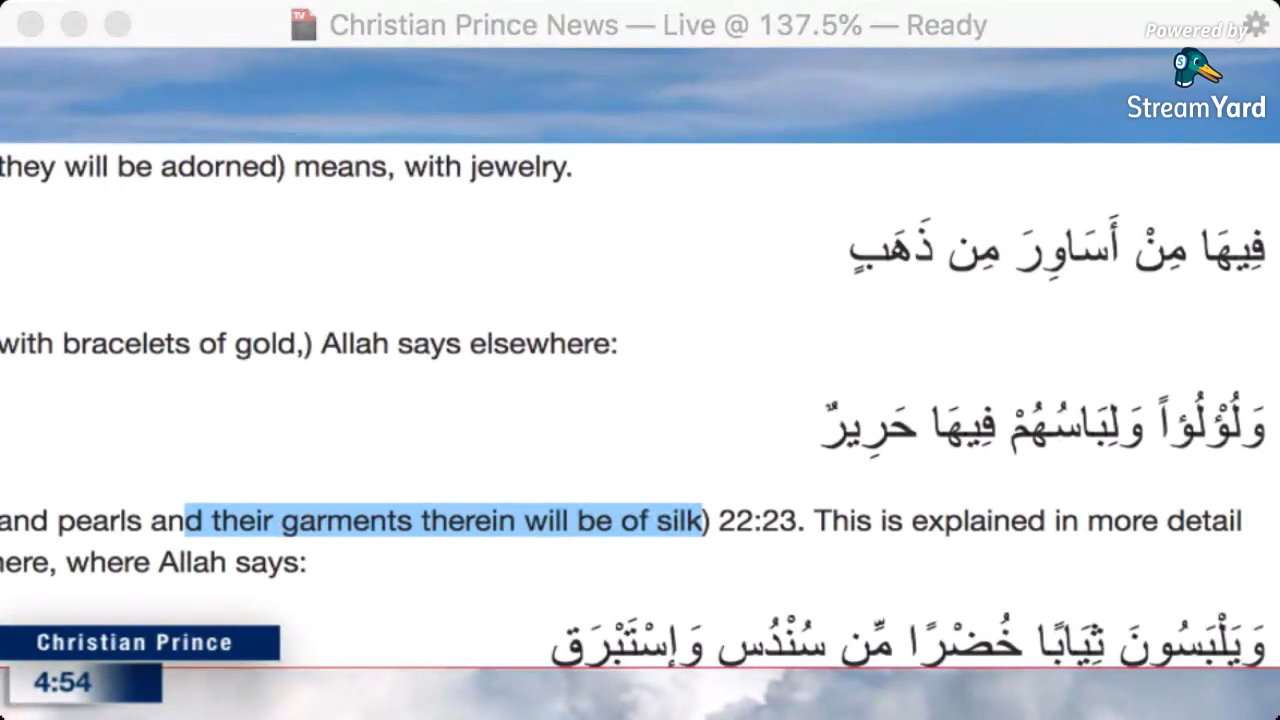 Christian Prince News — Live @ 137.5% — Ready
Powered by
StreamYard
they will be adorned) means, with jewelry.
فِيهَا مِنْ أَسَاوِرَ مِن ذَهَبٍ
with bracelets of gold,) Allah says elsewhere:
وَلُؤْلُؤاً وَلِبَاسُهُمْ فِيهَا حَرِيرٌ
and pearls and their garments therein will be of silk) 22:23. This is explained in more detail
here, where Allah says:
وَيَلْبَسُونَ ثِيَابًا خُضْرًا مِّن سُنْدُسٍ وَإِسْتَبْرَقٍ
Christian Prince
4:54